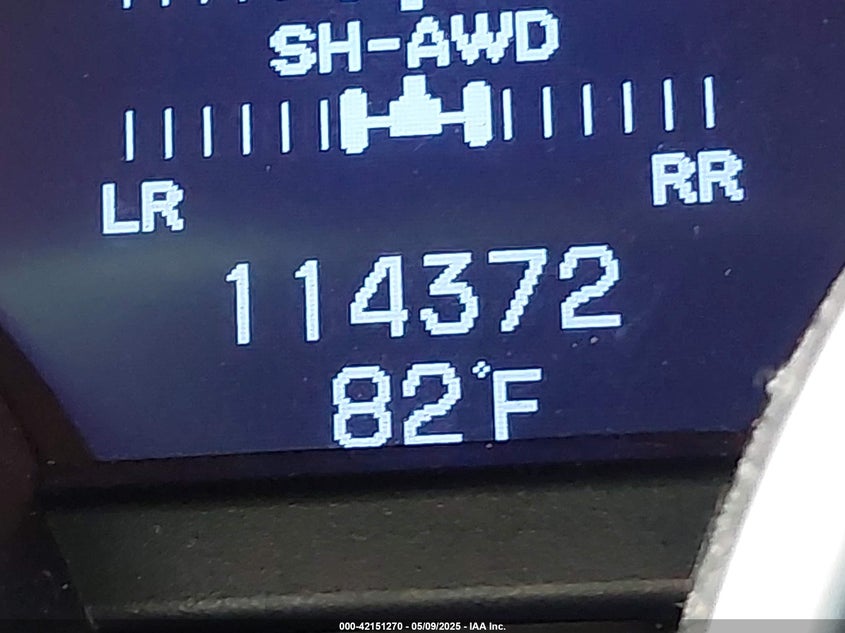 SH-AWD
LR RR
114372
82°F
000-42151270 - 05/09/2025 - IAA Inc.